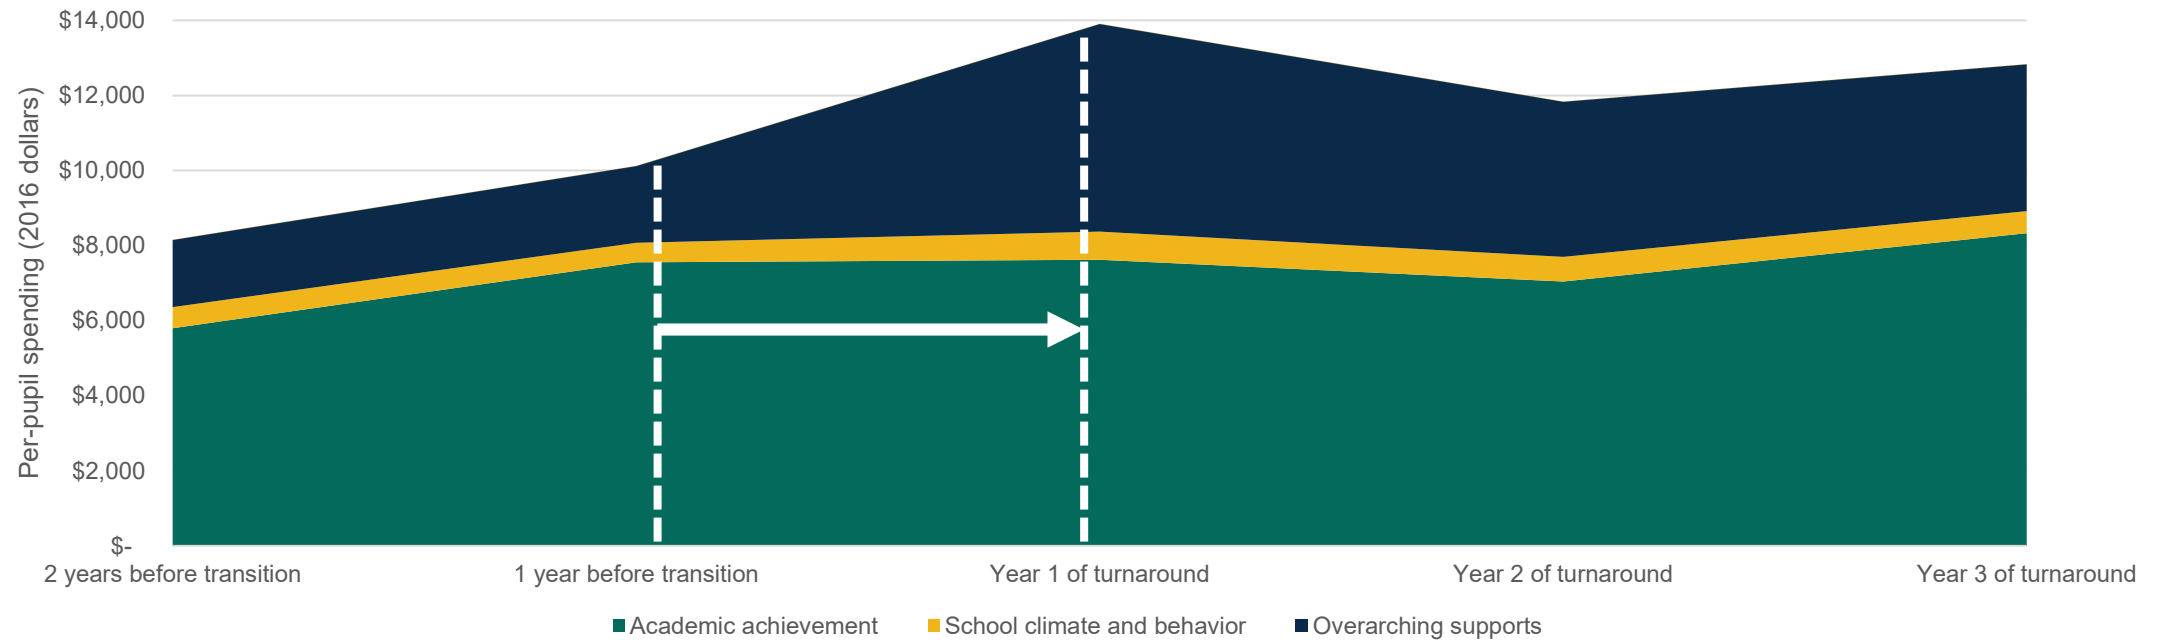 Per-pupil spending (2016 dollars)
$14,000
$12,000
$10,000
$8,000
$6,000
$4,000
$2,000
$-
2 years before transition
1 year before transition
Year 1 of turnaround
Year 2 of turnaround
Year 3 of turnaround
Academic achievement
School climate and behavior
Overarching supports